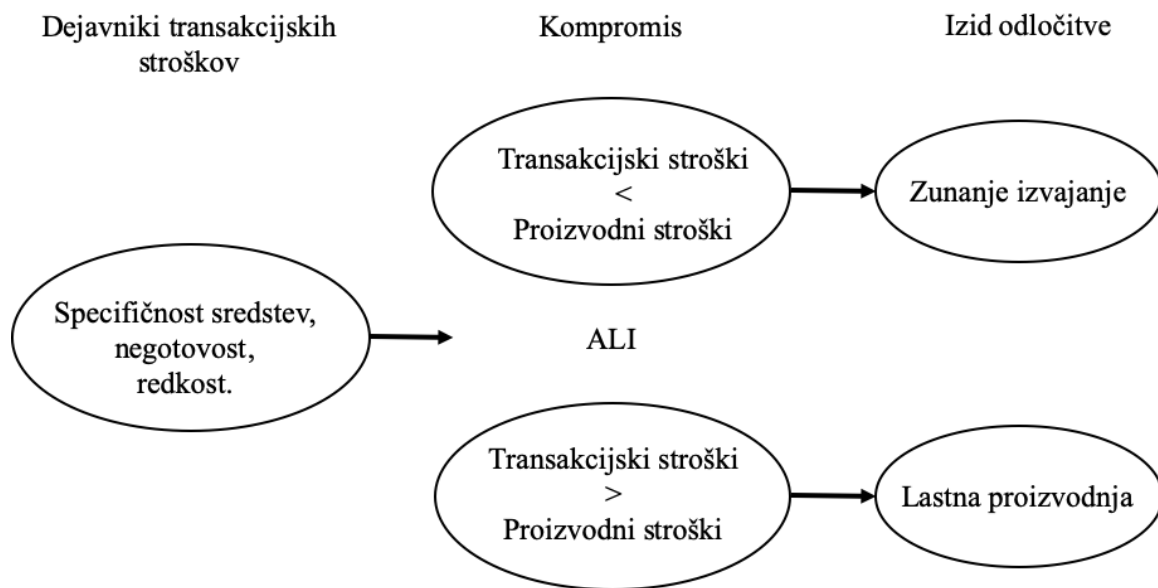 Dejavniki transakcijskih
stroškov
Kompromis
Izid odločitve
Transakcijski stroški
<
Proizvodni stroški
Zunanje izvajanje
Specifičnost sredstev,
negotovost,
redkost.
ALI
Transakcijski stroški
>
Proizvodni stroški
Lastna proizvodnja